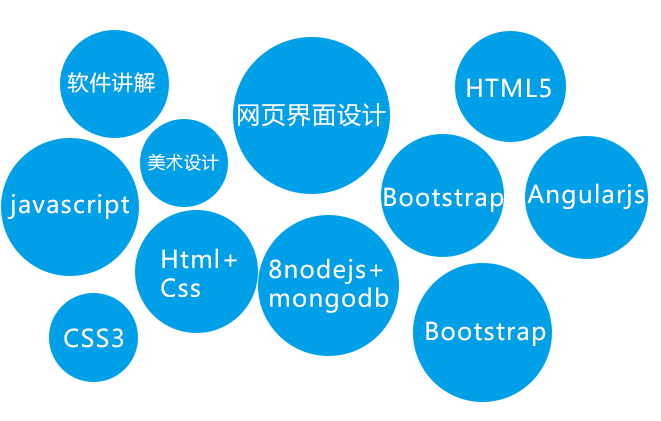 软件讲解
网页界面设计
HTML5
美术设计
javascript
Bootstrap
Angularjs
Html+
Css
8nodejs+
mongodb
CSS3
Bootstrap